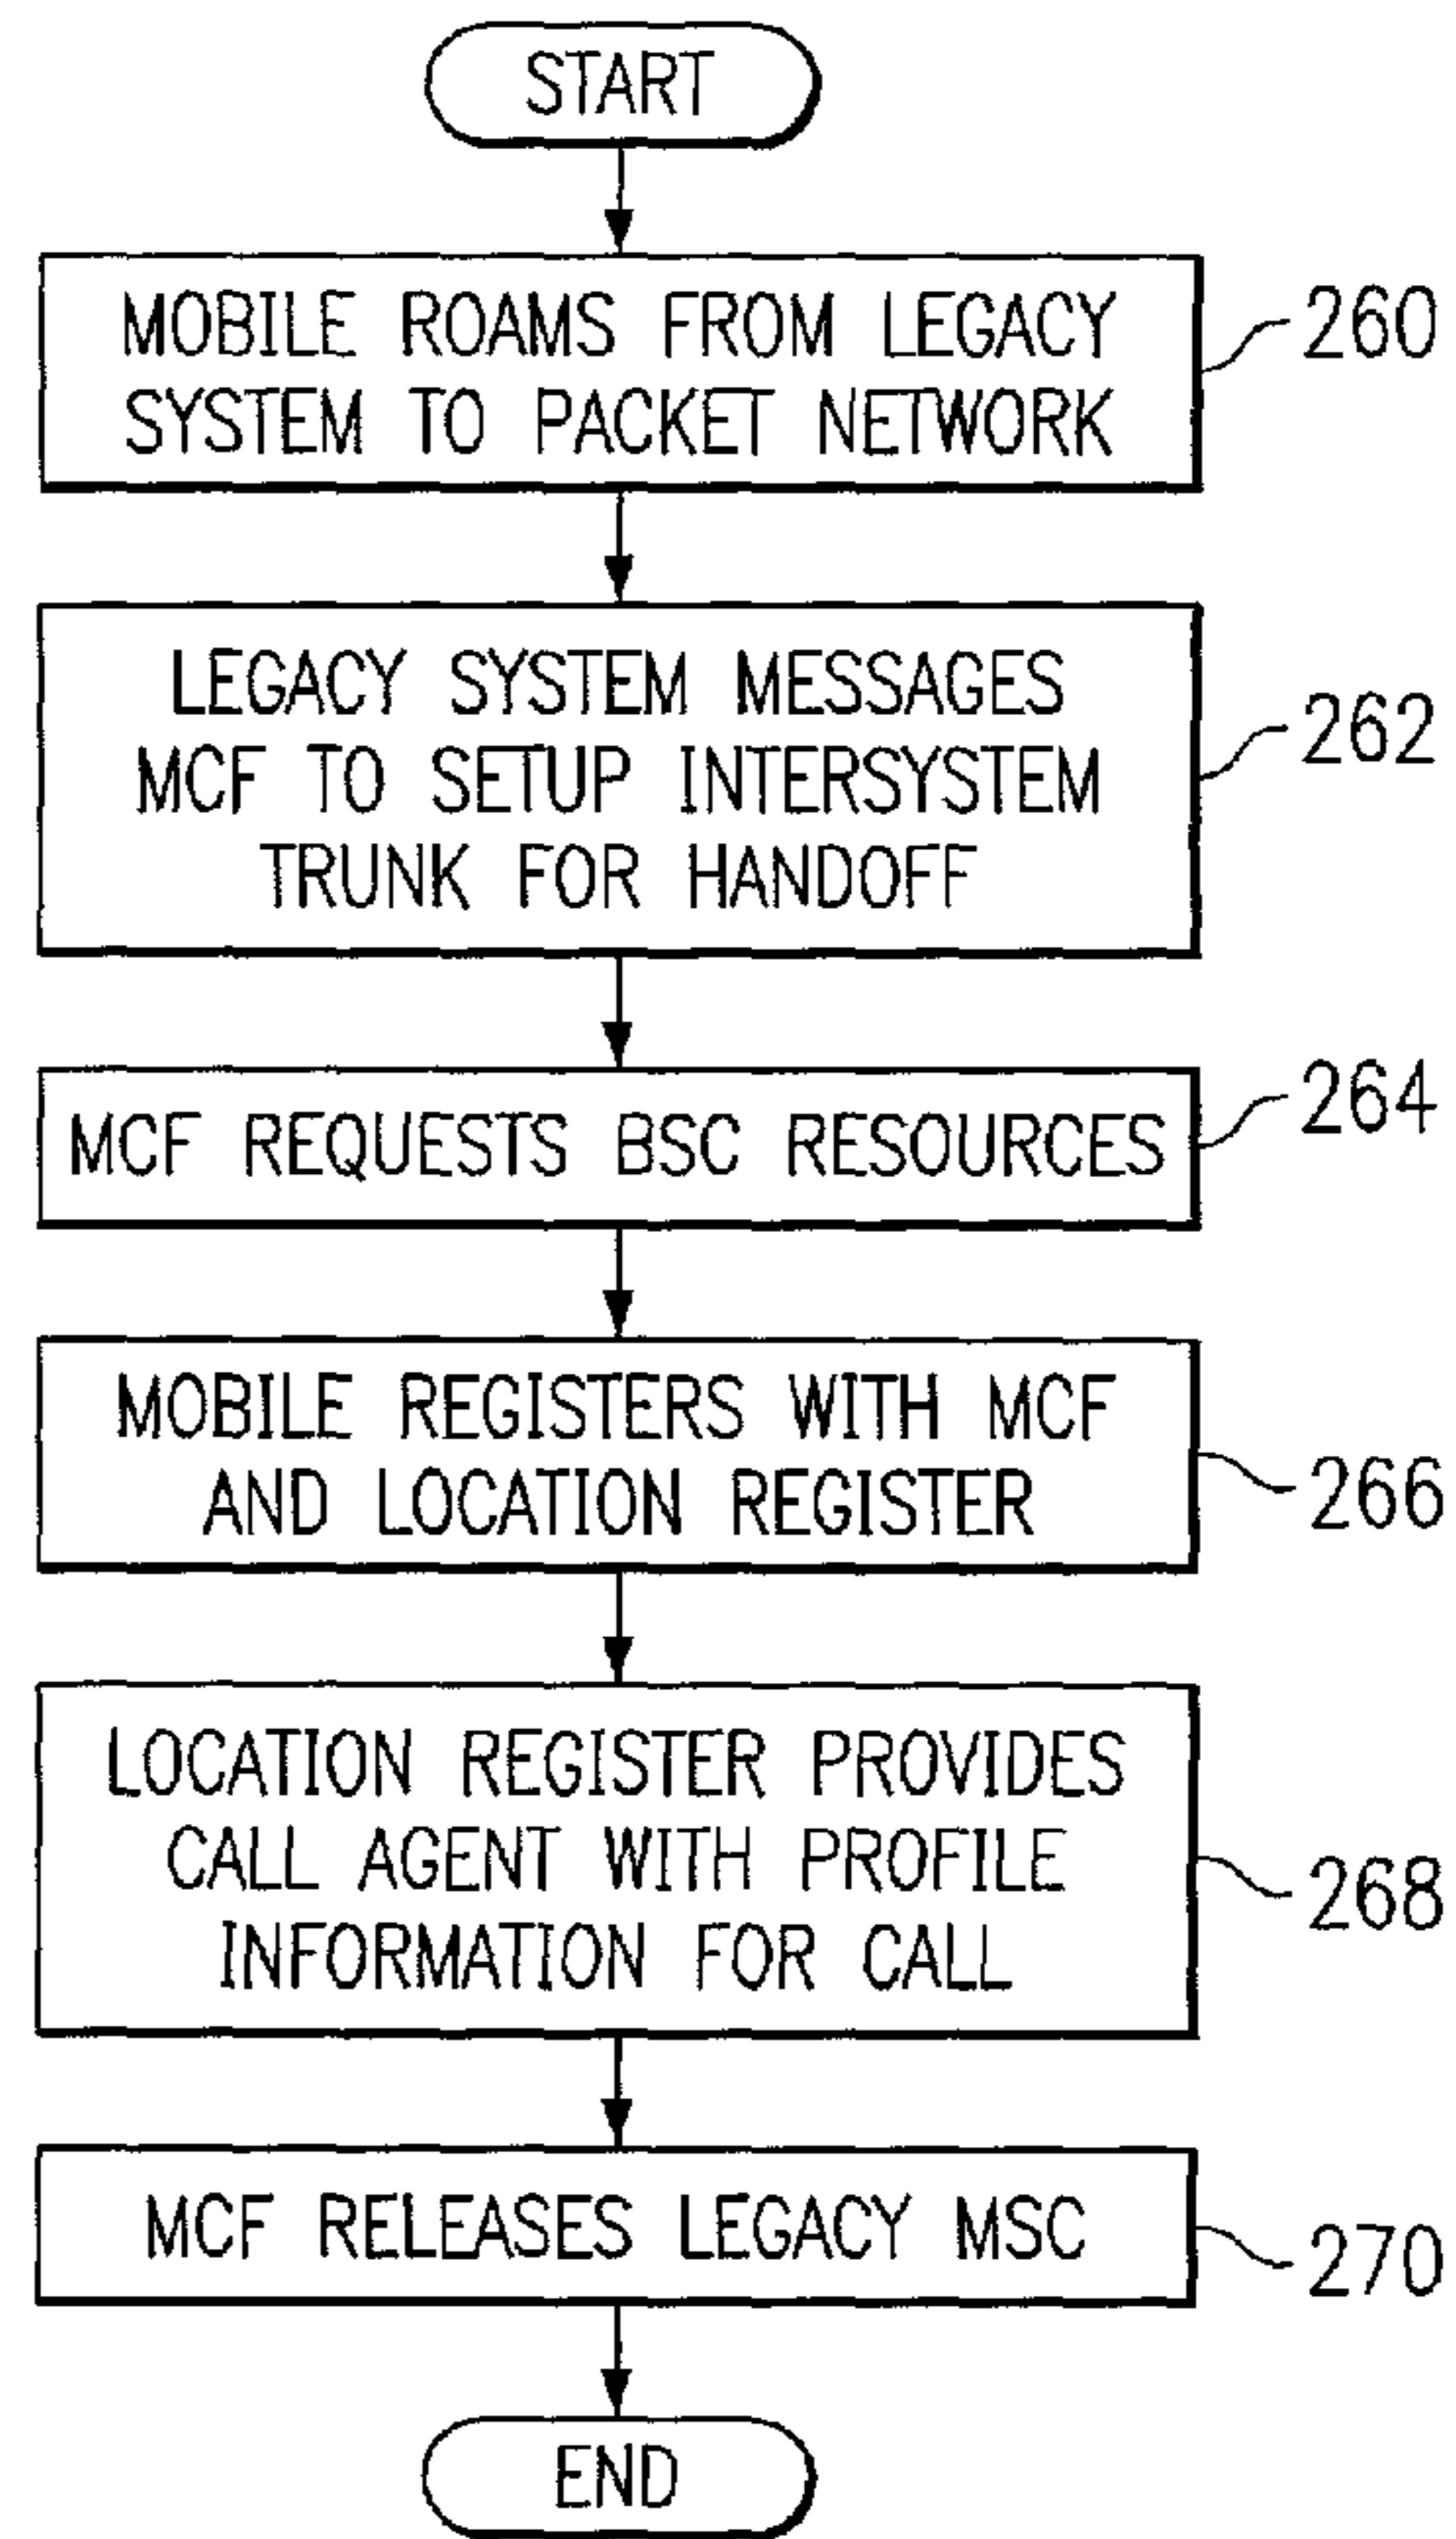 START
MOBILE ROAMS FROM LEGACY
SYSTEM TO PACKET NETWORK
260
LEGACY SYSTEM MESSAGES
MCF TO SETUP INTERSYSTEM
TRUNK FOR HANDOFF
262
MCF REQUESTS BSC RESOURCES
264
MOBILE REGISTERS WITH MCF
AND LOCATION REGISTER
266
LOCATION REGISTER PROVIDES
CALL AGENT WITH PROFILE
INFORMATION FOR CALL
268
MCF RELEASES LEGACY MSC
270
END